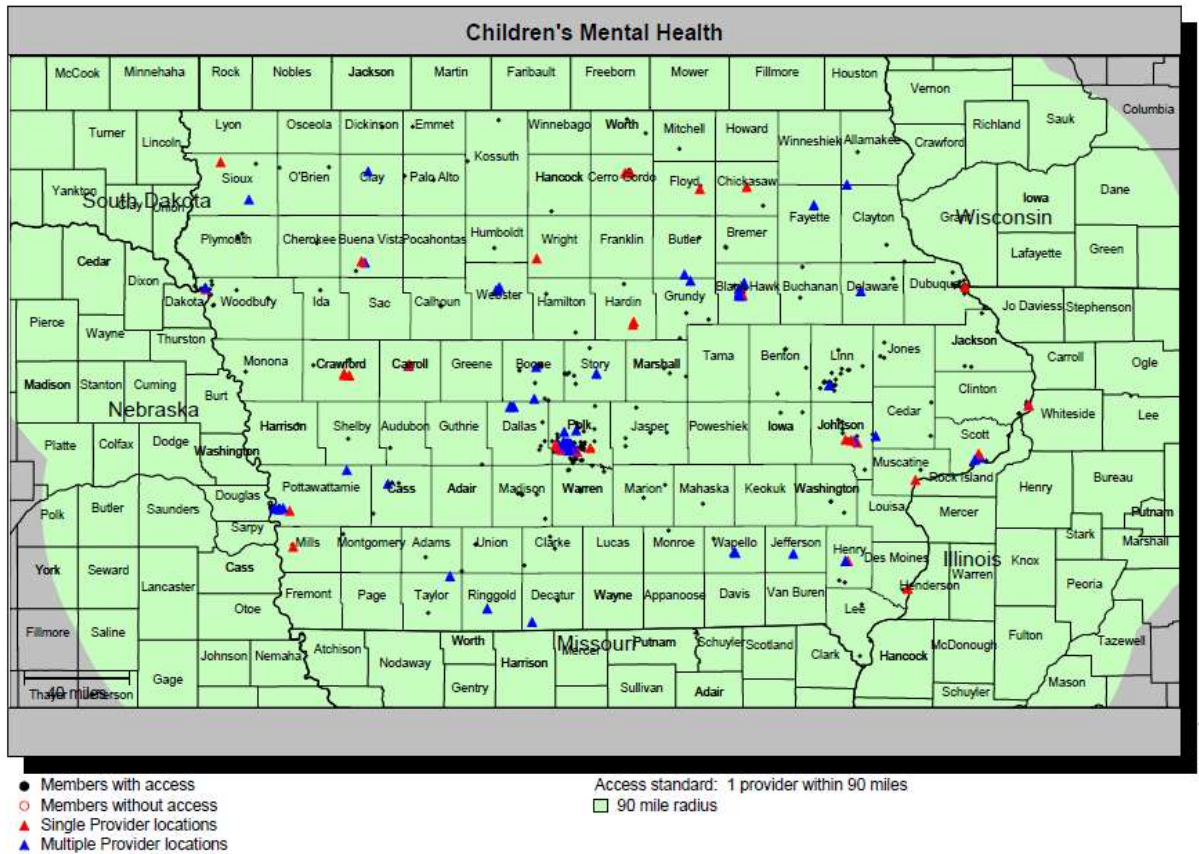 Children's Mental Health
McCook Minnehaha Rock Nobles Jackson Martin Faribault Freeborn Mower Fillmore Houston
Vernon
Columbia
Turner Lincoln Lyon Osceola Dickinson Emmet Winnebago Worth Mitchell Howard Winneshiek Allamakee Crawford Richland Sauk
Kossuth
Yankton Clay Union Sioux O'Brien Clay Palo Alto Hancock Cerro Gordo Floyd Chickasaw Iowa Dane
South Dakota
Fayette Clayton Grant
Wisconsin
Plymouth Cherokee Buena Vista Pocahontas Humboldt Wright Franklin Butler Bremer Lafayette Green
Cedar Dixon
Dakota Woodbury Ida Sac Calhoun Webster Hamilton Hardin Grundy Black Hawk Buchanan Delaware Dubuque
Jo Daviess Stephenson
Pierce Wayne Thurston
Monona Crawford Carroll Greene Boone Story Marshall Tama Benton Linn Jones Jackson Carroll Ogle
Madison Stanton Cuming Burt
Clinton
Nebraska
Harrison Shelby Audubon Guthrie Dallas Polk Jasper Poweshiek Iowa Johnson Cedar Whiteside Lee
Scott
Platte Colfax Dodge Washington
Muscatine Rock Island
Douglas Pottawattamie Cass Adair Madison Warren Marion Mahaska Keokuk Washington Henry Bureau
Polk Butler Saunders Louisa Mercer Putnam
Sarpy
Stark
Mills Montgomery Adams Union Clarke Lucas Monroe Wapello Jefferson Henry Des Moines Marshall
Illinois
York Seward Cass Warren Knox
Lancaster Henderson Peoria
Otoe Fremont Page Taylor Ringgold Decatur Wayne Appanoose Davis Van Buren Lee
Fillmore Saline
Missouri
Johnson Nemaha Atchison Nodaway Worth Harrison Mercer Putnam Schuyler Scotland Clark Hancock McDonough Fulton Tazewell
Gage Gentry Sullivan Adair Schuyler Mason
40 miles
Thayer Jefferson
Members with access
Members without access
Single Provider locations
Multiple Provider locations
Access standard: 1 provider within 90 miles
90 mile radius